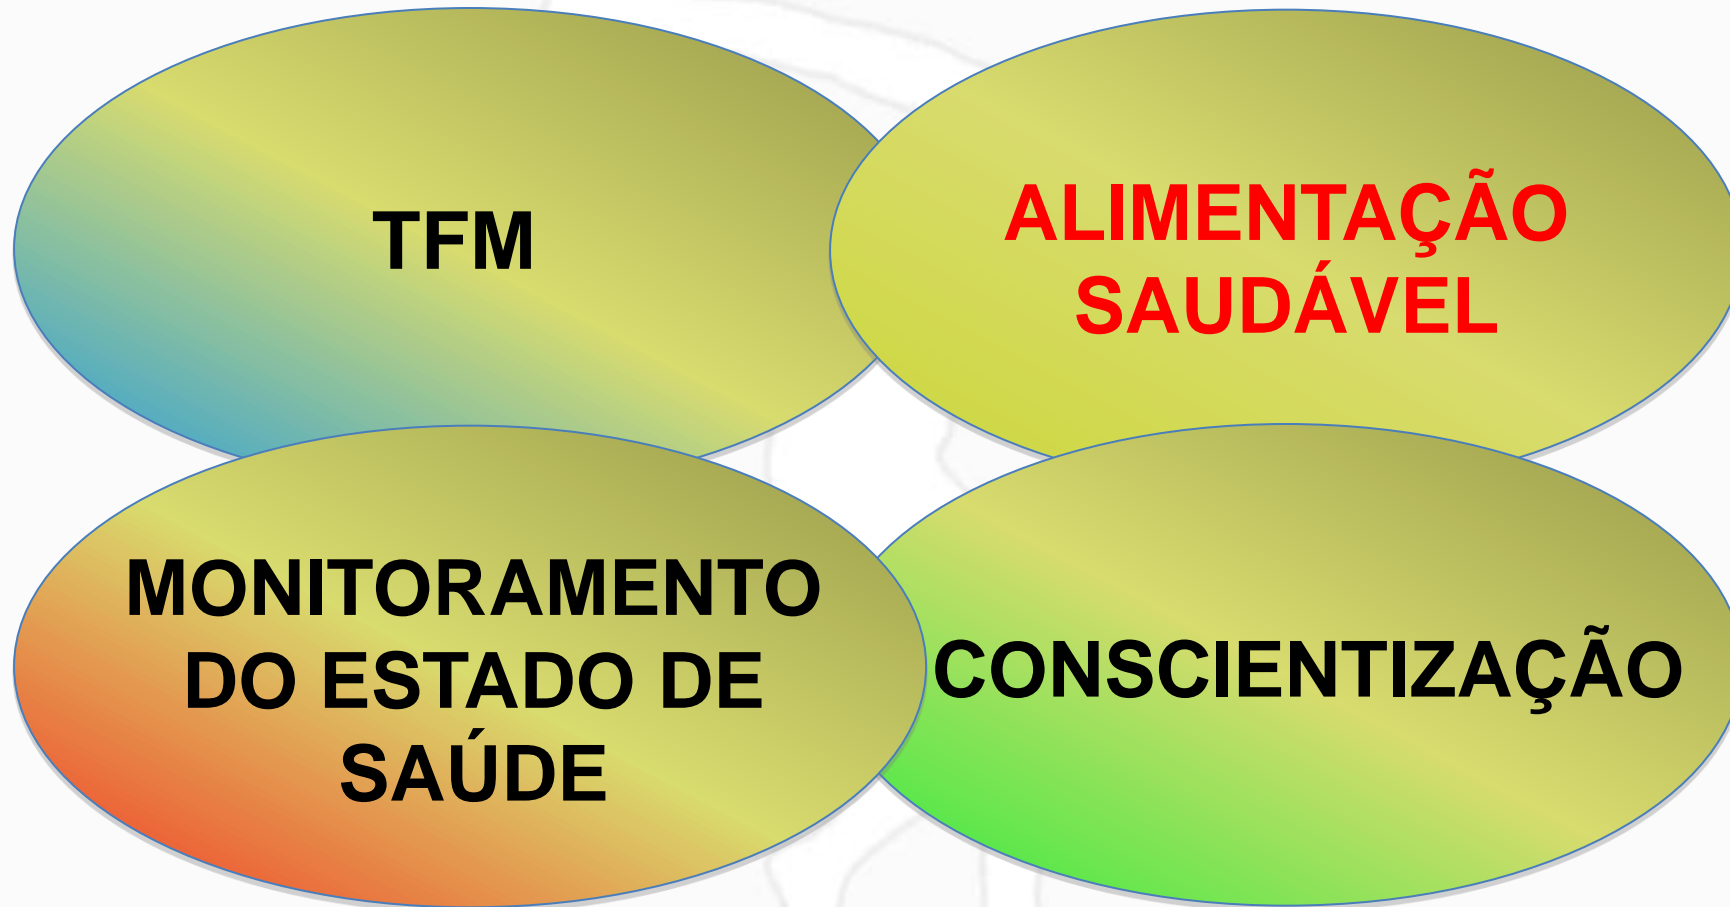 TFM
ALIMENTAÇÃO
SAUDÁVEL
MONITORAMENTO
DO ESTADO DE
SAÚDE
CONSCIENTIZAÇÃO